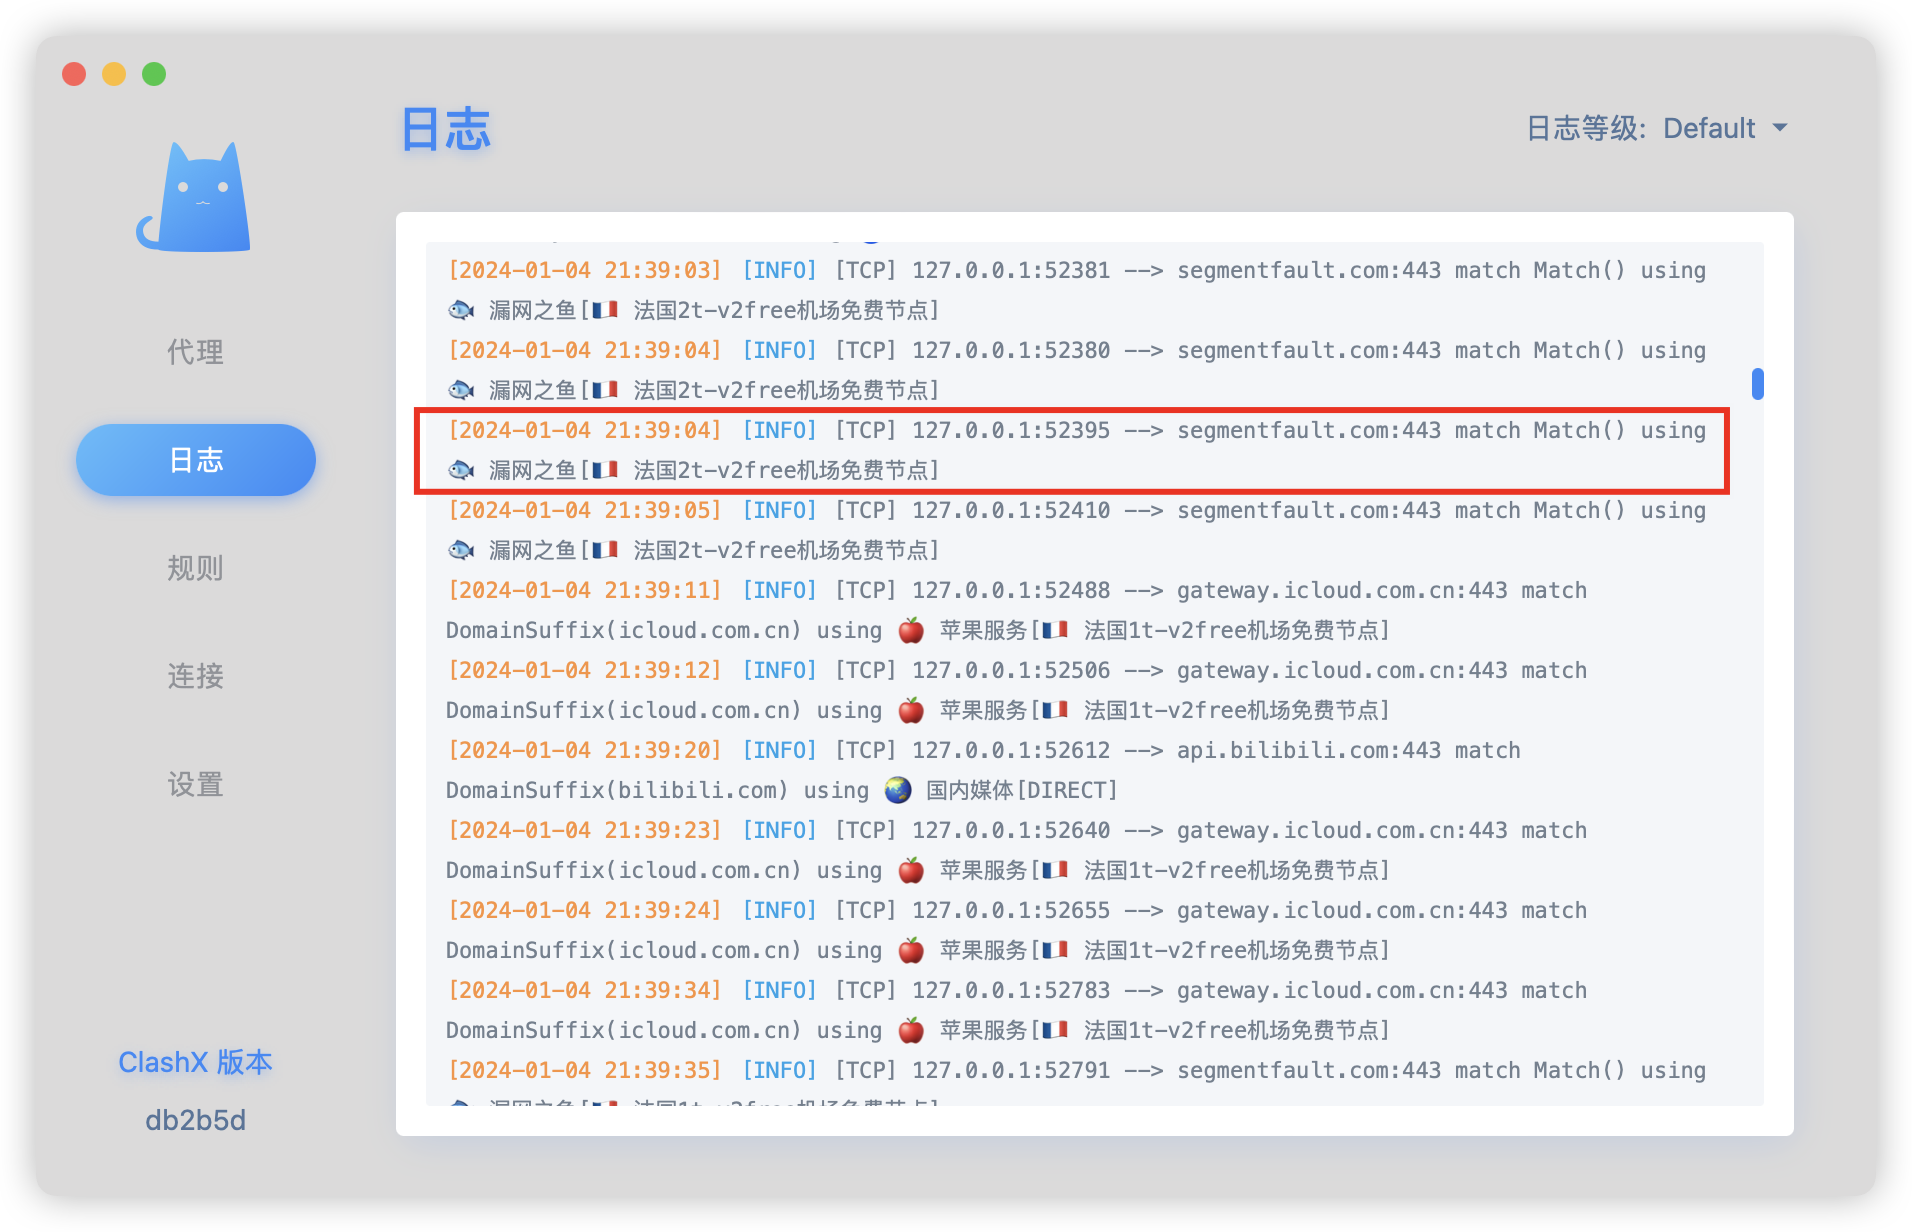 日志
日志等级: Default
代理
日志
规则
连接
设置
ClashX 版本
db2b5d
[2024-01-04 21:39:03] [INFO] [TCP] 127.0.0.1:52381 --> segmentfault.com:443 match Match() using
🐟 漏网之鱼[🇫🇷 法国2t-v2free机场免费节点]
[2024-01-04 21:39:04] [INFO] [TCP] 127.0.0.1:52380 --> segmentfault.com:443 match Match() using
🐟 漏网之鱼[🇫🇷 法国2t-v2free机场免费节点]
[2024-01-04 21:39:04] [INFO] [TCP] 127.0.0.1:52395 --> segmentfault.com:443 match Match() using
🐟 漏网之鱼[🇫🇷 法国2t-v2free机场免费节点]
[2024-01-04 21:39:05] [INFO] [TCP] 127.0.0.1:52410 --> segmentfault.com:443 match Match() using
🐟 漏网之鱼[🇫🇷 法国2t-v2free机场免费节点]
[2024-01-04 21:39:11] [INFO] [TCP] 127.0.0.1:52488 --> gateway.icloud.com.cn:443 match
DomainSuffix(icloud.com.cn) using 🍎 苹果服务[🇫🇷 法国1t-v2free机场免费节点]
[2024-01-04 21:39:12] [INFO] [TCP] 127.0.0.1:52506 --> gateway.icloud.com.cn:443 match
DomainSuffix(icloud.com.cn) using 🍎 苹果服务[🇫🇷 法国1t-v2free机场免费节点]
[2024-01-04 21:39:20] [INFO] [TCP] 127.0.0.1:52612 --> api.bilibili.com:443 match
DomainSuffix(bilibili.com) using 🌏 国内媒体[DIRECT]
[2024-01-04 21:39:23] [INFO] [TCP] 127.0.0.1:52640 --> gateway.icloud.com.cn:443 match
DomainSuffix(icloud.com.cn) using 🍎 苹果服务[🇫🇷 法国1t-v2free机场免费节点]
[2024-01-04 21:39:24] [INFO] [TCP] 127.0.0.1:52655 --> gateway.icloud.com.cn:443 match
DomainSuffix(icloud.com.cn) using 🍎 苹果服务[🇫🇷 法国1t-v2free机场免费节点]
[2024-01-04 21:39:34] [INFO] [TCP] 127.0.0.1:52783 --> gateway.icloud.com.cn:443 match
DomainSuffix(icloud.com.cn) using 🍎 苹果服务[🇫🇷 法国1t-v2free机场免费节点]
[2024-01-04 21:39:35] [INFO] [TCP] 127.0.0.1:52791 --> segmentfault.com:443 match Match() using